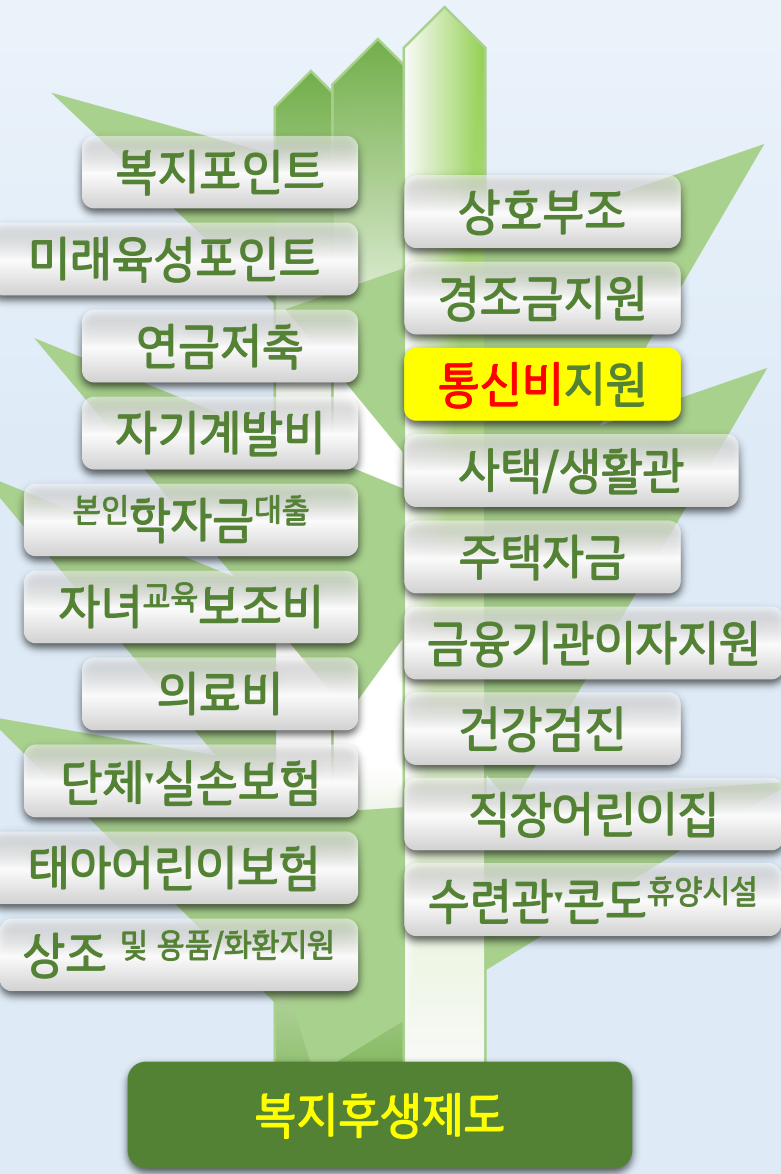 복지포인트
미래육성포인트
연금저축
자기계발비
본인학자금대출
자녀교육보조비
의료비
단체▾실손보험
태아어린이보험
상조 및 용품/화환지원
상호부조
경조금지원
통신비지원
사택/생활관
주택자금
금융기관이자지원
건강검진
직장어린이집
수련관▾콘도휴양시설
복지후생제도